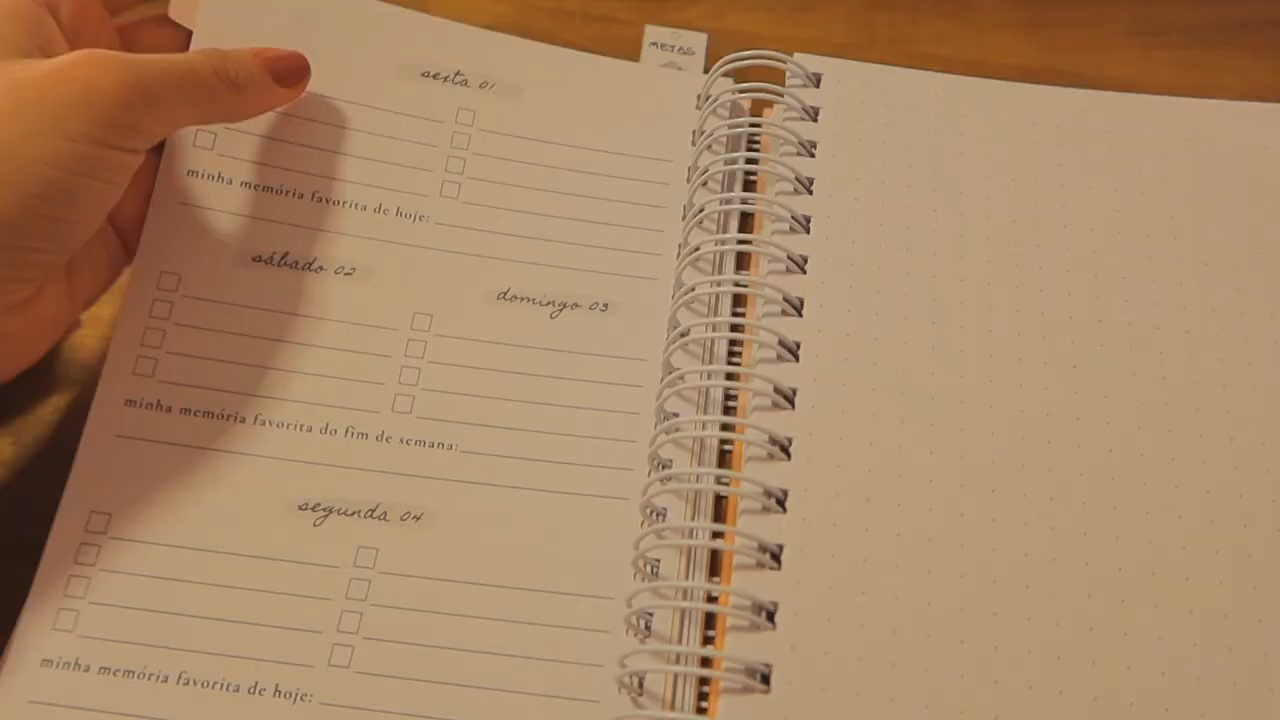 METAS
sexta 01
minha memória favorita de hoje:
sábado 02
domingo 03
minha memória favorita do fim de semana:
segunda 04
minha memória favorita de hoje: